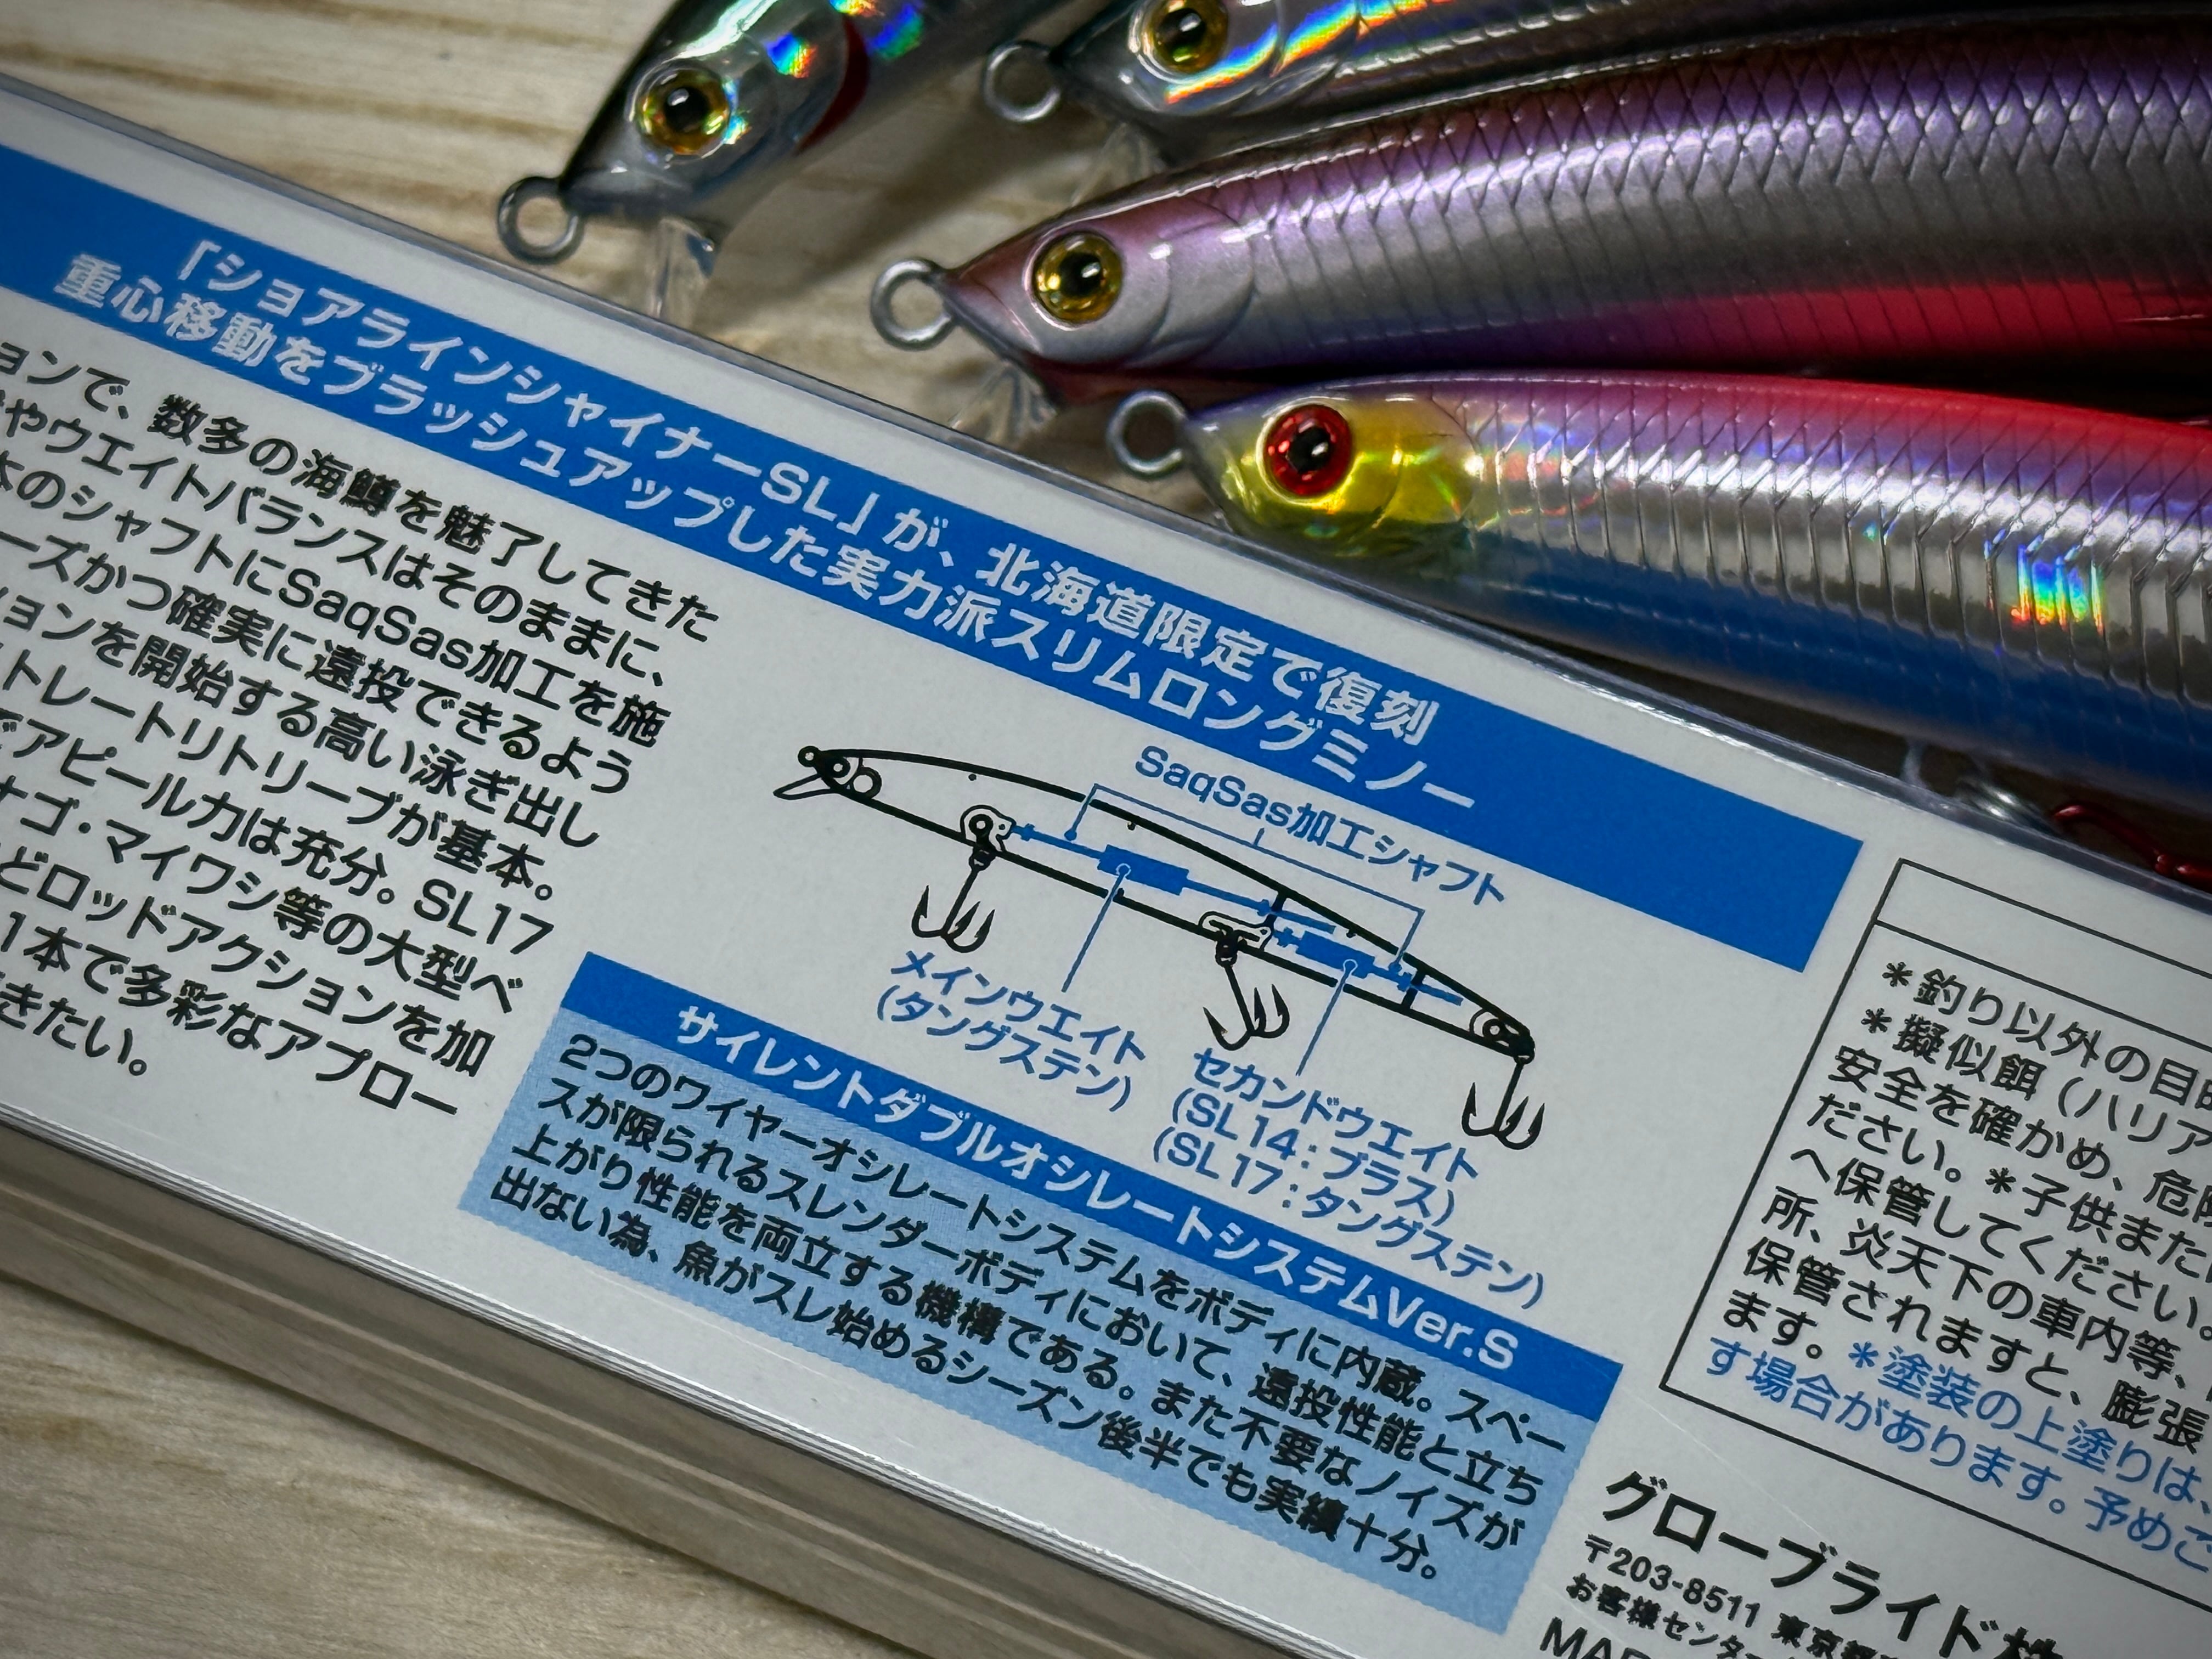 「ショアラインシャイナーSL」が、北海道限定で復刻
重心移動をブラッシュアップした実力派スリムロングミノー
ョンで、数多の海鱒を魅了してきた
やウエイトバランスはそのままに、
本のシャフトにSaqSas加工を施
ーズかつ確実に遠投できるよう
ョンを開始する高い泳ぎ出し
トレートリトリーブが基本。
でアピール力は充分。SL17
ナゴ・マイワシ等の大型ベ
どロッドアクションを加
1本で多彩なアプロー
きたい。
SaqSas加工シャフト
メインウエイト
(タングステン)
セカンドウエイト
(SL14:ブラス)
(SL17:タングステン)
サイレントダブルオシレートシステムVer.S
2つのワイヤーオシレートシステムをボディに内蔵。スペー
スが限られるスレンダーボディにおいて、遠投性能と立ち
上がり性能を両立する機構である。また不要なノイズが
出ない為、魚がスレ始めるシーズン後半でも実績十分。
*釣り以外の目的
*擬似餌(ハリア
安全を確かめ、危険
ださい。*子供また
へ保管してください。
所、炎天下の車内等、
保管されますと、膨張
ます。*塗装の上塗りは、
す場合があります。予めご
グローブライド株
〒203-8511 東京都
お客様センター
MAD